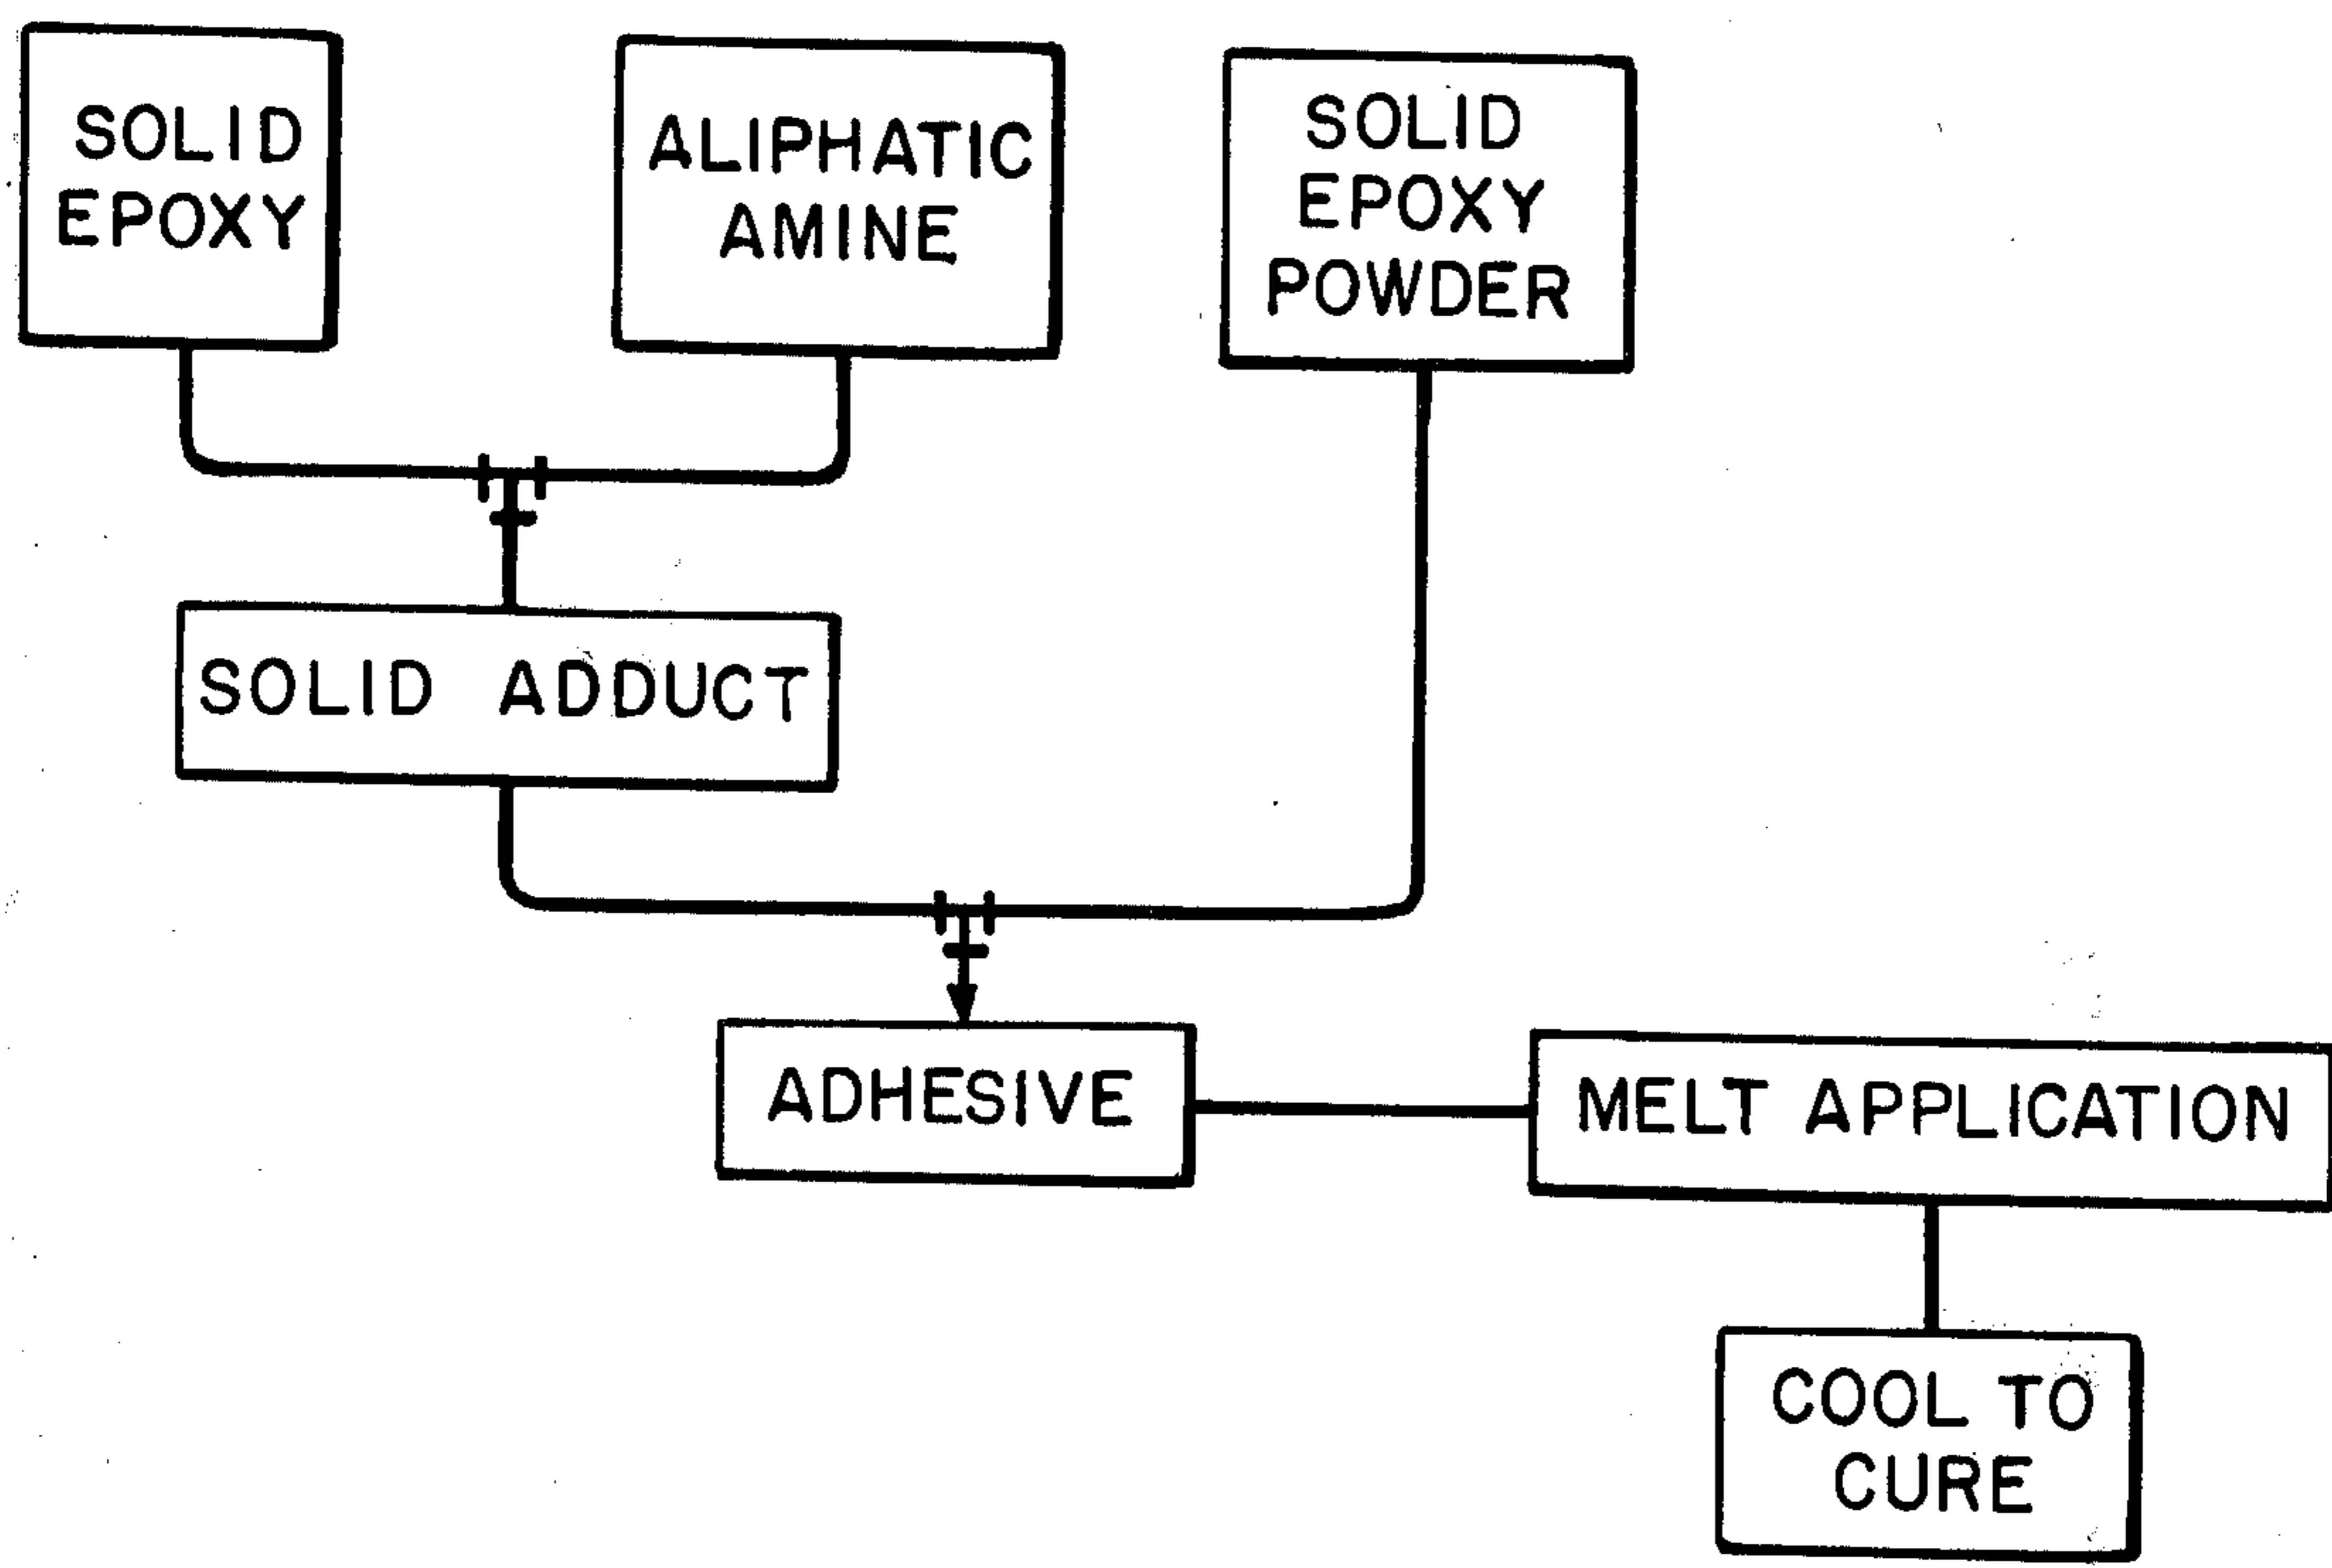 SOLID
EPOXY
ALIPHATIC
AMINE
SOLID
EPOXY
POWDER
SOLID ADDUCT
ADHESIVE
MELT APPLICATION
COOL TO
CURE